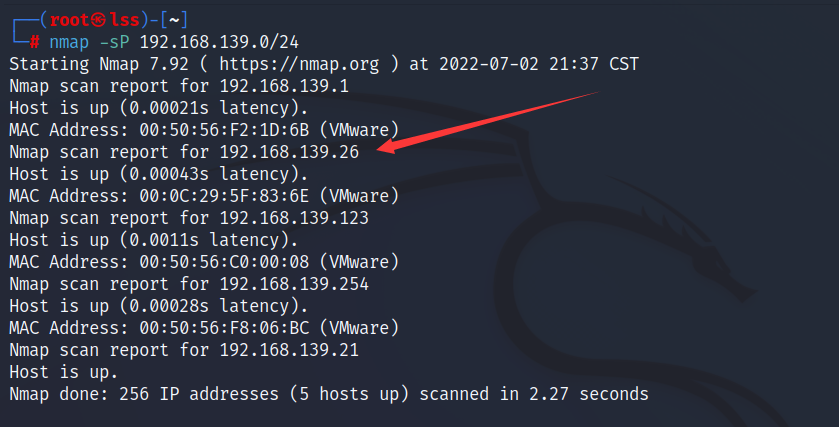 ┌──(root㉿lss)-[~]
└─# nmap -sP 192.168.139.0/24
Starting Nmap 7.92 ( https://nmap.org ) at 2022-07-02 21:37 CST
Nmap scan report for 192.168.139.1
Host is up (0.00021s latency).
MAC Address: 00:50:56:F2:1D:6B (VMware)
Nmap scan report for 192.168.139.26
Host is up (0.00043s latency).
MAC Address: 00:0C:29:5F:83:6E (VMware)
Nmap scan report for 192.168.139.123
Host is up (0.0011s latency).
MAC Address: 00:50:56:C0:00:08 (VMware)
Nmap scan report for 192.168.139.254
Host is up (0.00028s latency).
MAC Address: 00:50:56:F8:06:BC (VMware)
Nmap scan report for 192.168.139.21
Host is up.
Nmap done: 256 IP addresses (5 hosts up) scanned in 2.27 seconds